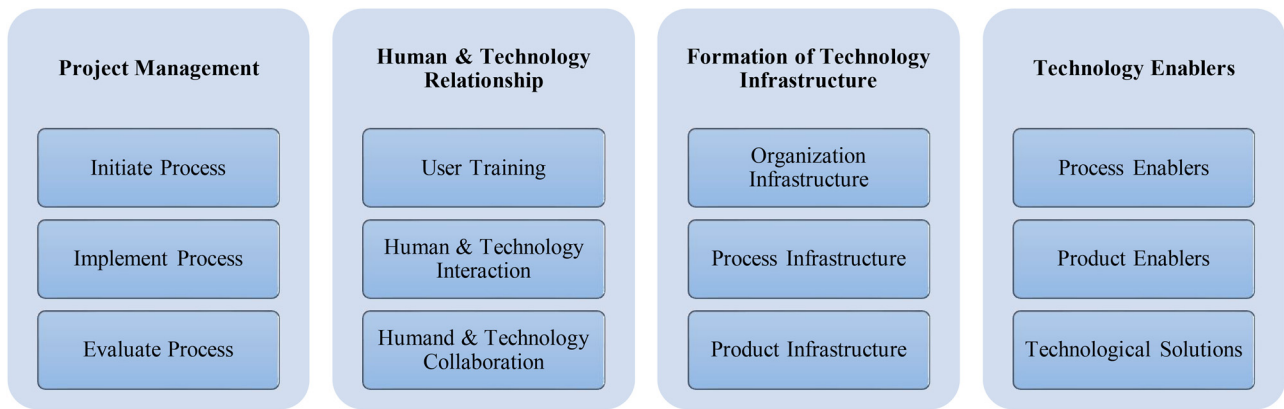 Project Management
Initiate Process
Implement Process
Evaluate Process
Human & Technology
Relationship
User Training
Human & Technology
Interaction
Humand & Technology
Collaboration
Formation of Technology
Infrastructure
Organization
Infrastructure
Process Infrastructure
Product Infrastructure
Technology Enablers
Process Enablers
Product Enablers
Technological Solutions